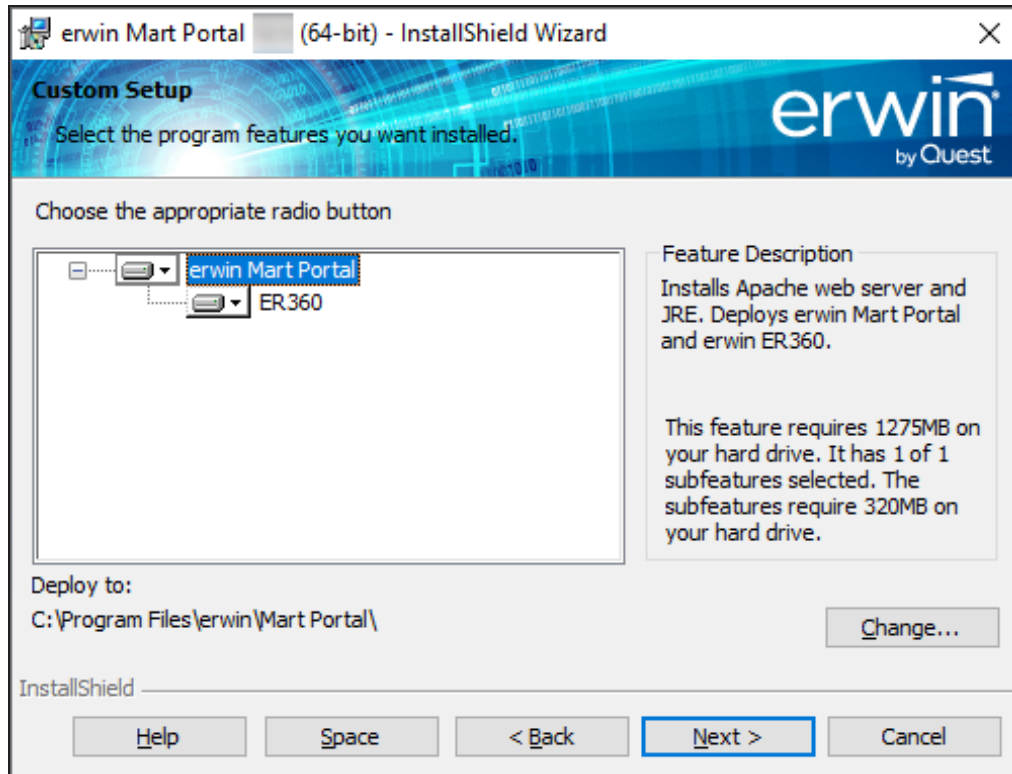 erwin Mart Portal (64-bit) - InstallShield Wizard
Custom Setup
Select the program features you want installed.
erwin
by Quest
Choose the appropriate radio button
erwin Mart Portal
ER360
Feature Description
Installs Apache web server and
JRE. Deploys erwin Mart Portal
and erwin ER360.
This feature requires 1275MB on
your hard drive. It has 1 of 1
subfeatures selected. The
subfeatures require 320MB on
your hard drive.
Deploy to:
C:\Program Files\erwin\Mart Portal\
Change...
InstallShield
Help
Space
< Back
Next >
Cancel